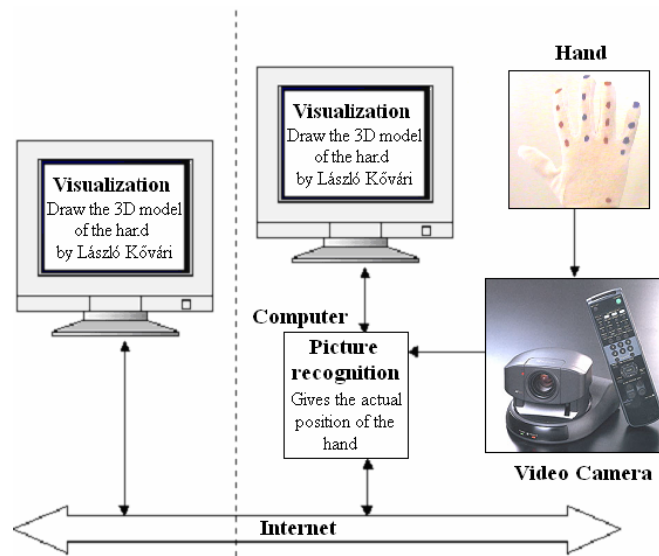 Visualization
Draw the 3D model
of the hand
by László Kővári
Visualization
Draw the 3D model
of the hand
by László Kővári
Hand
Computer
Picture
recognition
Gives the actual
position of the
hand
Video Camera
Internet